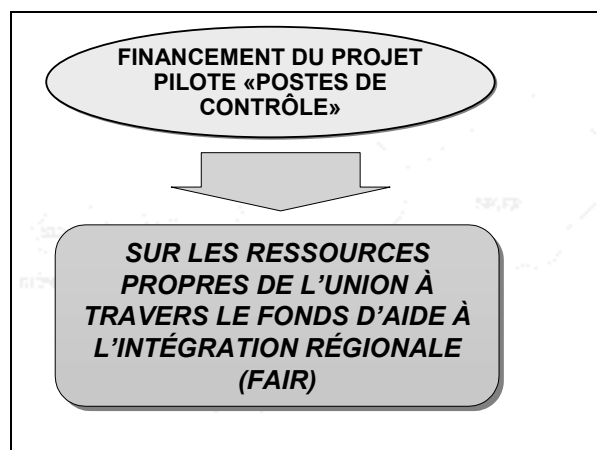 FINANCEMENT DU PROJET
PILOTE «POSTES DE
CONTRÔLE»
SUR LES RESSOURCES
PROPRES DE L’UNION À
TRAVERS LE FONDS D’AIDE À
L’INTÉGRATION RÉGIONALE
(FAIR)